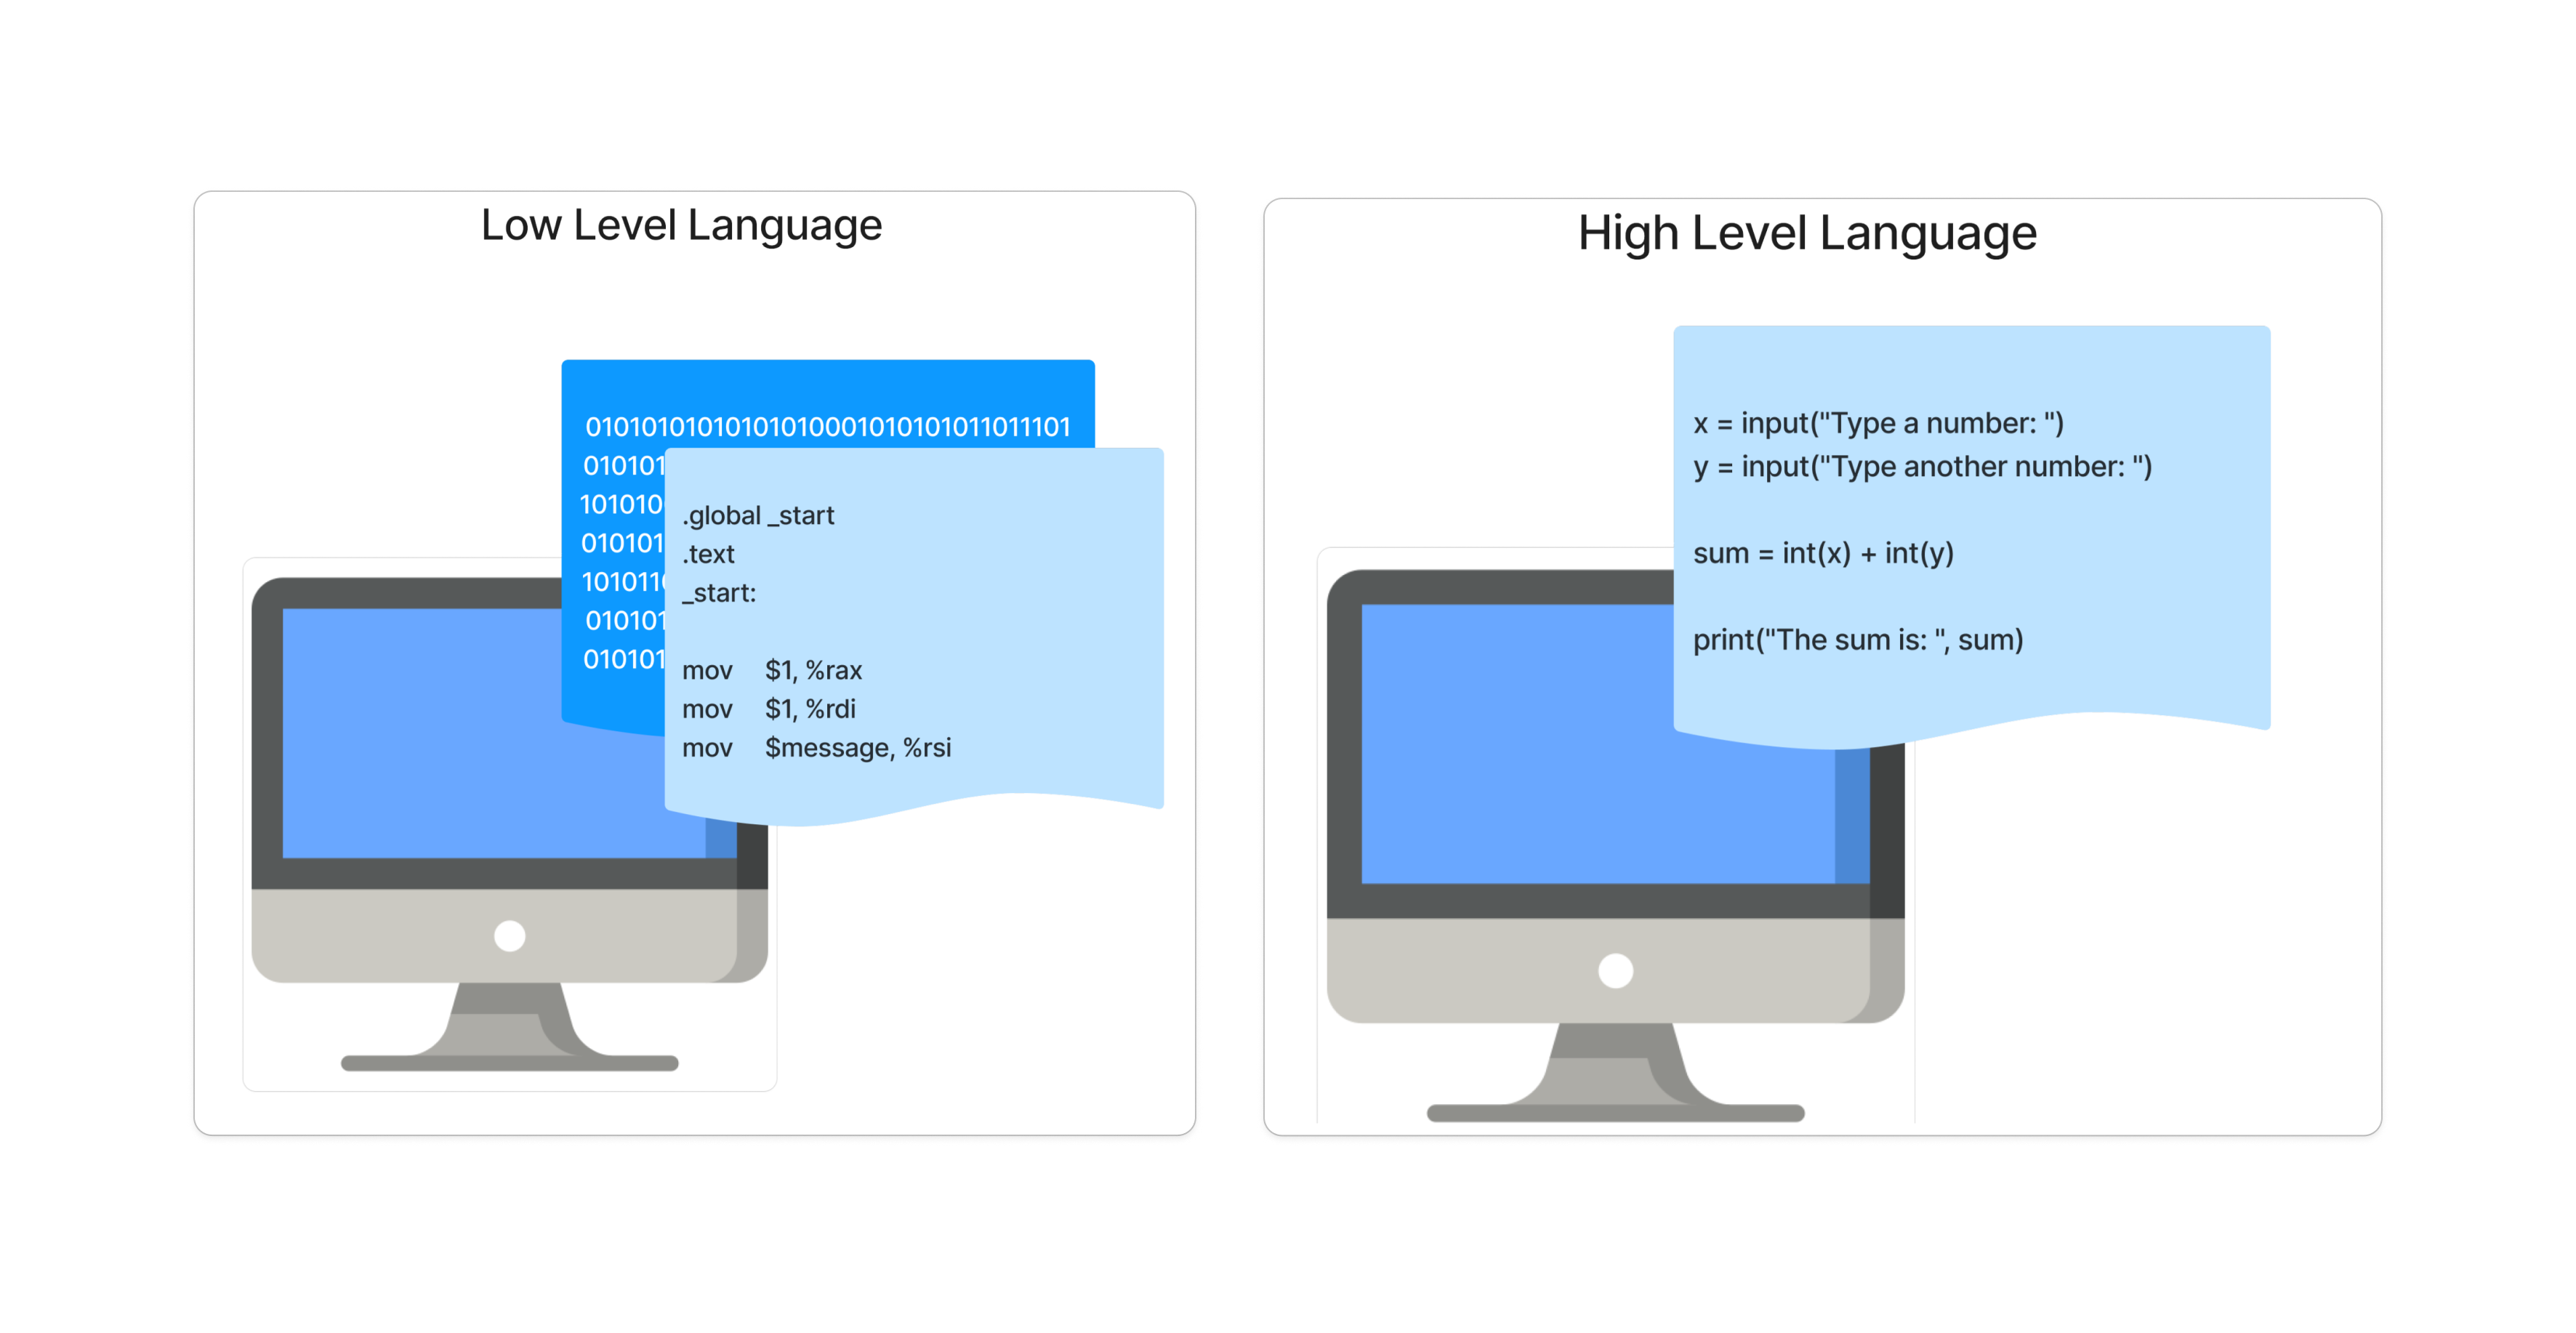 Low Level Language
01010101010101010001010101011011101
010101
101010
010101
101011
010101
010101
.global _start
.text
_start:
mov $1, %rax
mov $1, %rdi
mov $message, %rsi
High Level Language
x = input("Type a number: ")
y = input("Type another number: ")
sum = int(x) + int(y)
print("The sum is: ", sum)